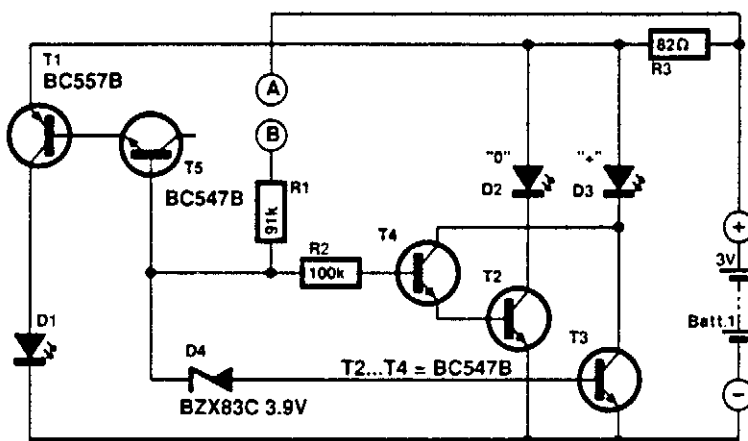 T1
BC557B
A
B
82Ω
R3
T5
BC547B
R1
91k
"0"
D2
"+"
D3
R2
100k
T4
T2
+
3V
Batt.1
D1
D4
T2...T4 = BC547B
T3
BZX83C 3.9V
−